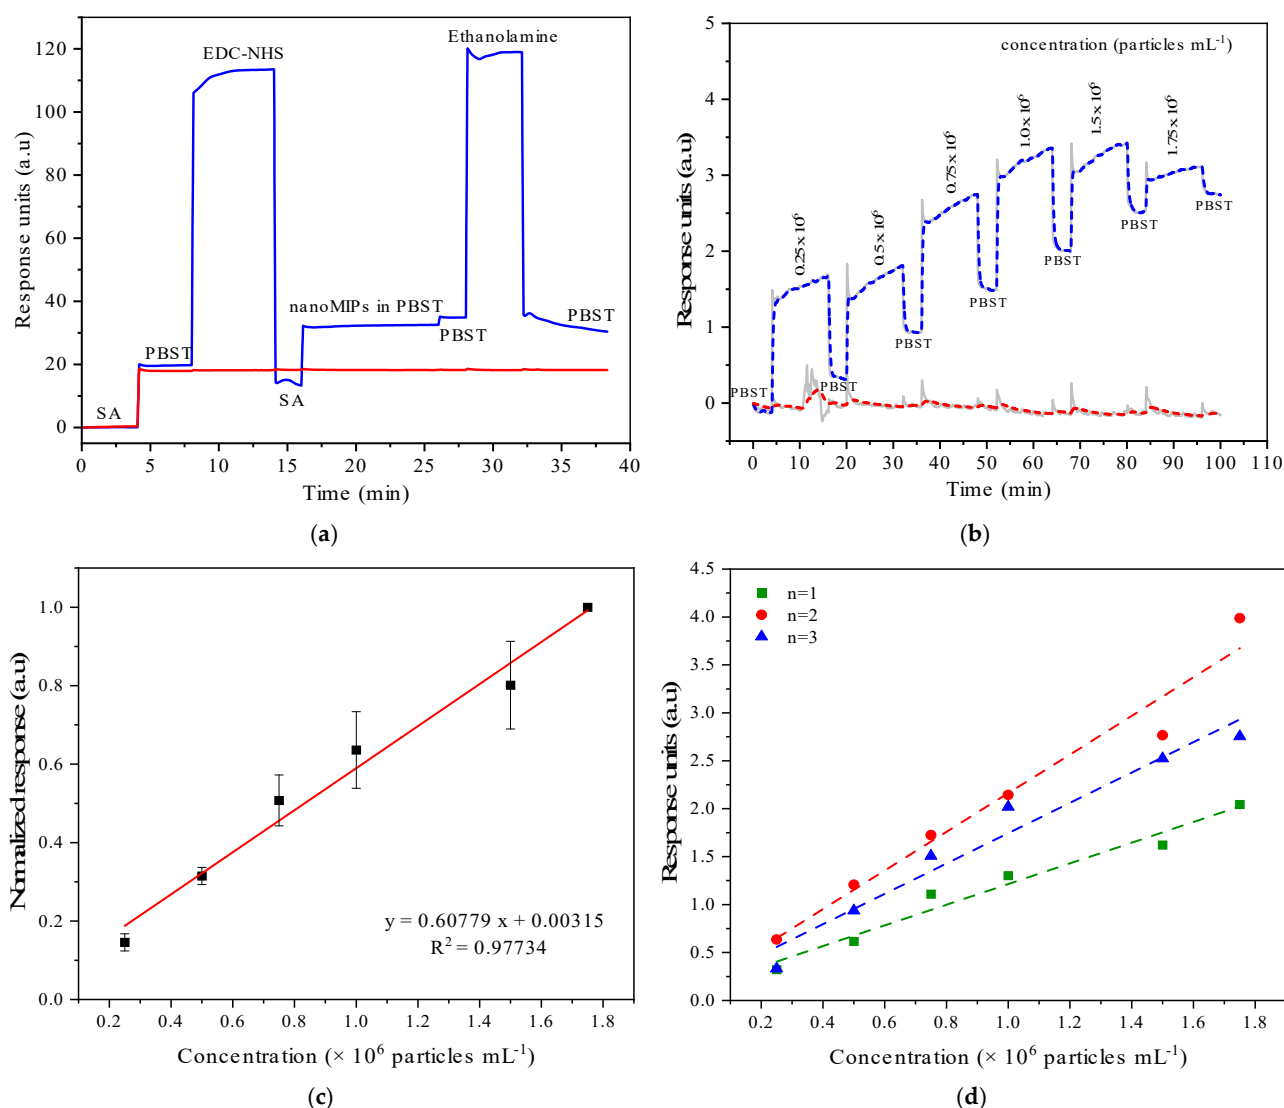 EDC-NHS
Ethanolamine
nanoMIPs in PBST
PBST
PBST
PBST
SA
SA
Response units (a.u)
120
100
80
60
40
20
0
0 5 10 15 20 25 30 35 40
Time (min)
(a)
concentration (particles mL⁻¹)
0.25 x 10⁶
0.5 x 10⁶
0.75 x 10⁶
1.0 x 10⁶
1.5 x 10⁶
1.75 x 10⁶
PBST
PBST
PBST
PBST
PBST
PBST
PBST
Response units (a.u)
5
4
3
2
1
0
0 10 20 30 40 50 60 70 80 90 100 110
Time (min)
(b)
Normalized response (a.u)
1.0
0.8
0.6
0.4
0.2
0.0
y = 0.60779 x + 0.00315
R² = 0.97734
0.2 0.4 0.6 0.8 1.0 1.2 1.4 1.6 1.8
Concentration (× 10⁶ particles mL⁻¹)
(c)
n=1
n=2
n=3
Response units (a.u)
4.5
4.0
3.5
3.0
2.5
2.0
1.5
1.0
0.5
0.0
0.2 0.4 0.6 0.8 1.0 1.2 1.4 1.6 1.8
Concentration (× 10⁶ particles mL⁻¹)
(d)